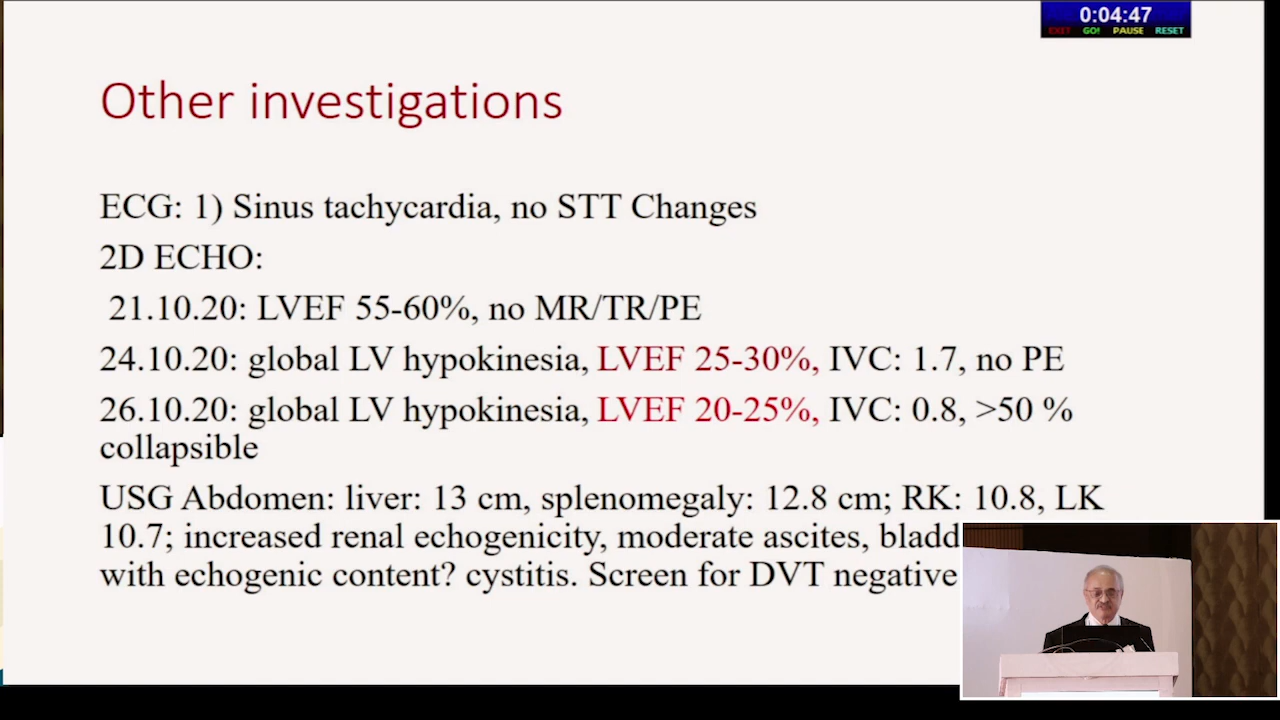 0:04:47
EXIT GO! PAUSE RESET
Other investigations
ECG: 1) Sinus tachycardia, no STT Changes
2D ECHO:
21.10.20: LVEF 55-60%, no MR/TR/PE
24.10.20: global LV hypokinesia, LVEF 25-30%, IVC: 1.7, no PE
26.10.20: global LV hypokinesia, LVEF 20-25%, IVC: 0.8, >50 %
collapsible
USG Abdomen: liver: 13 cm, splenomegaly: 12.8 cm; RK: 10.8, LK
10.7; increased renal echogenicity, moderate ascites,
with echogenic content? cystitis. Screen for DVT negative